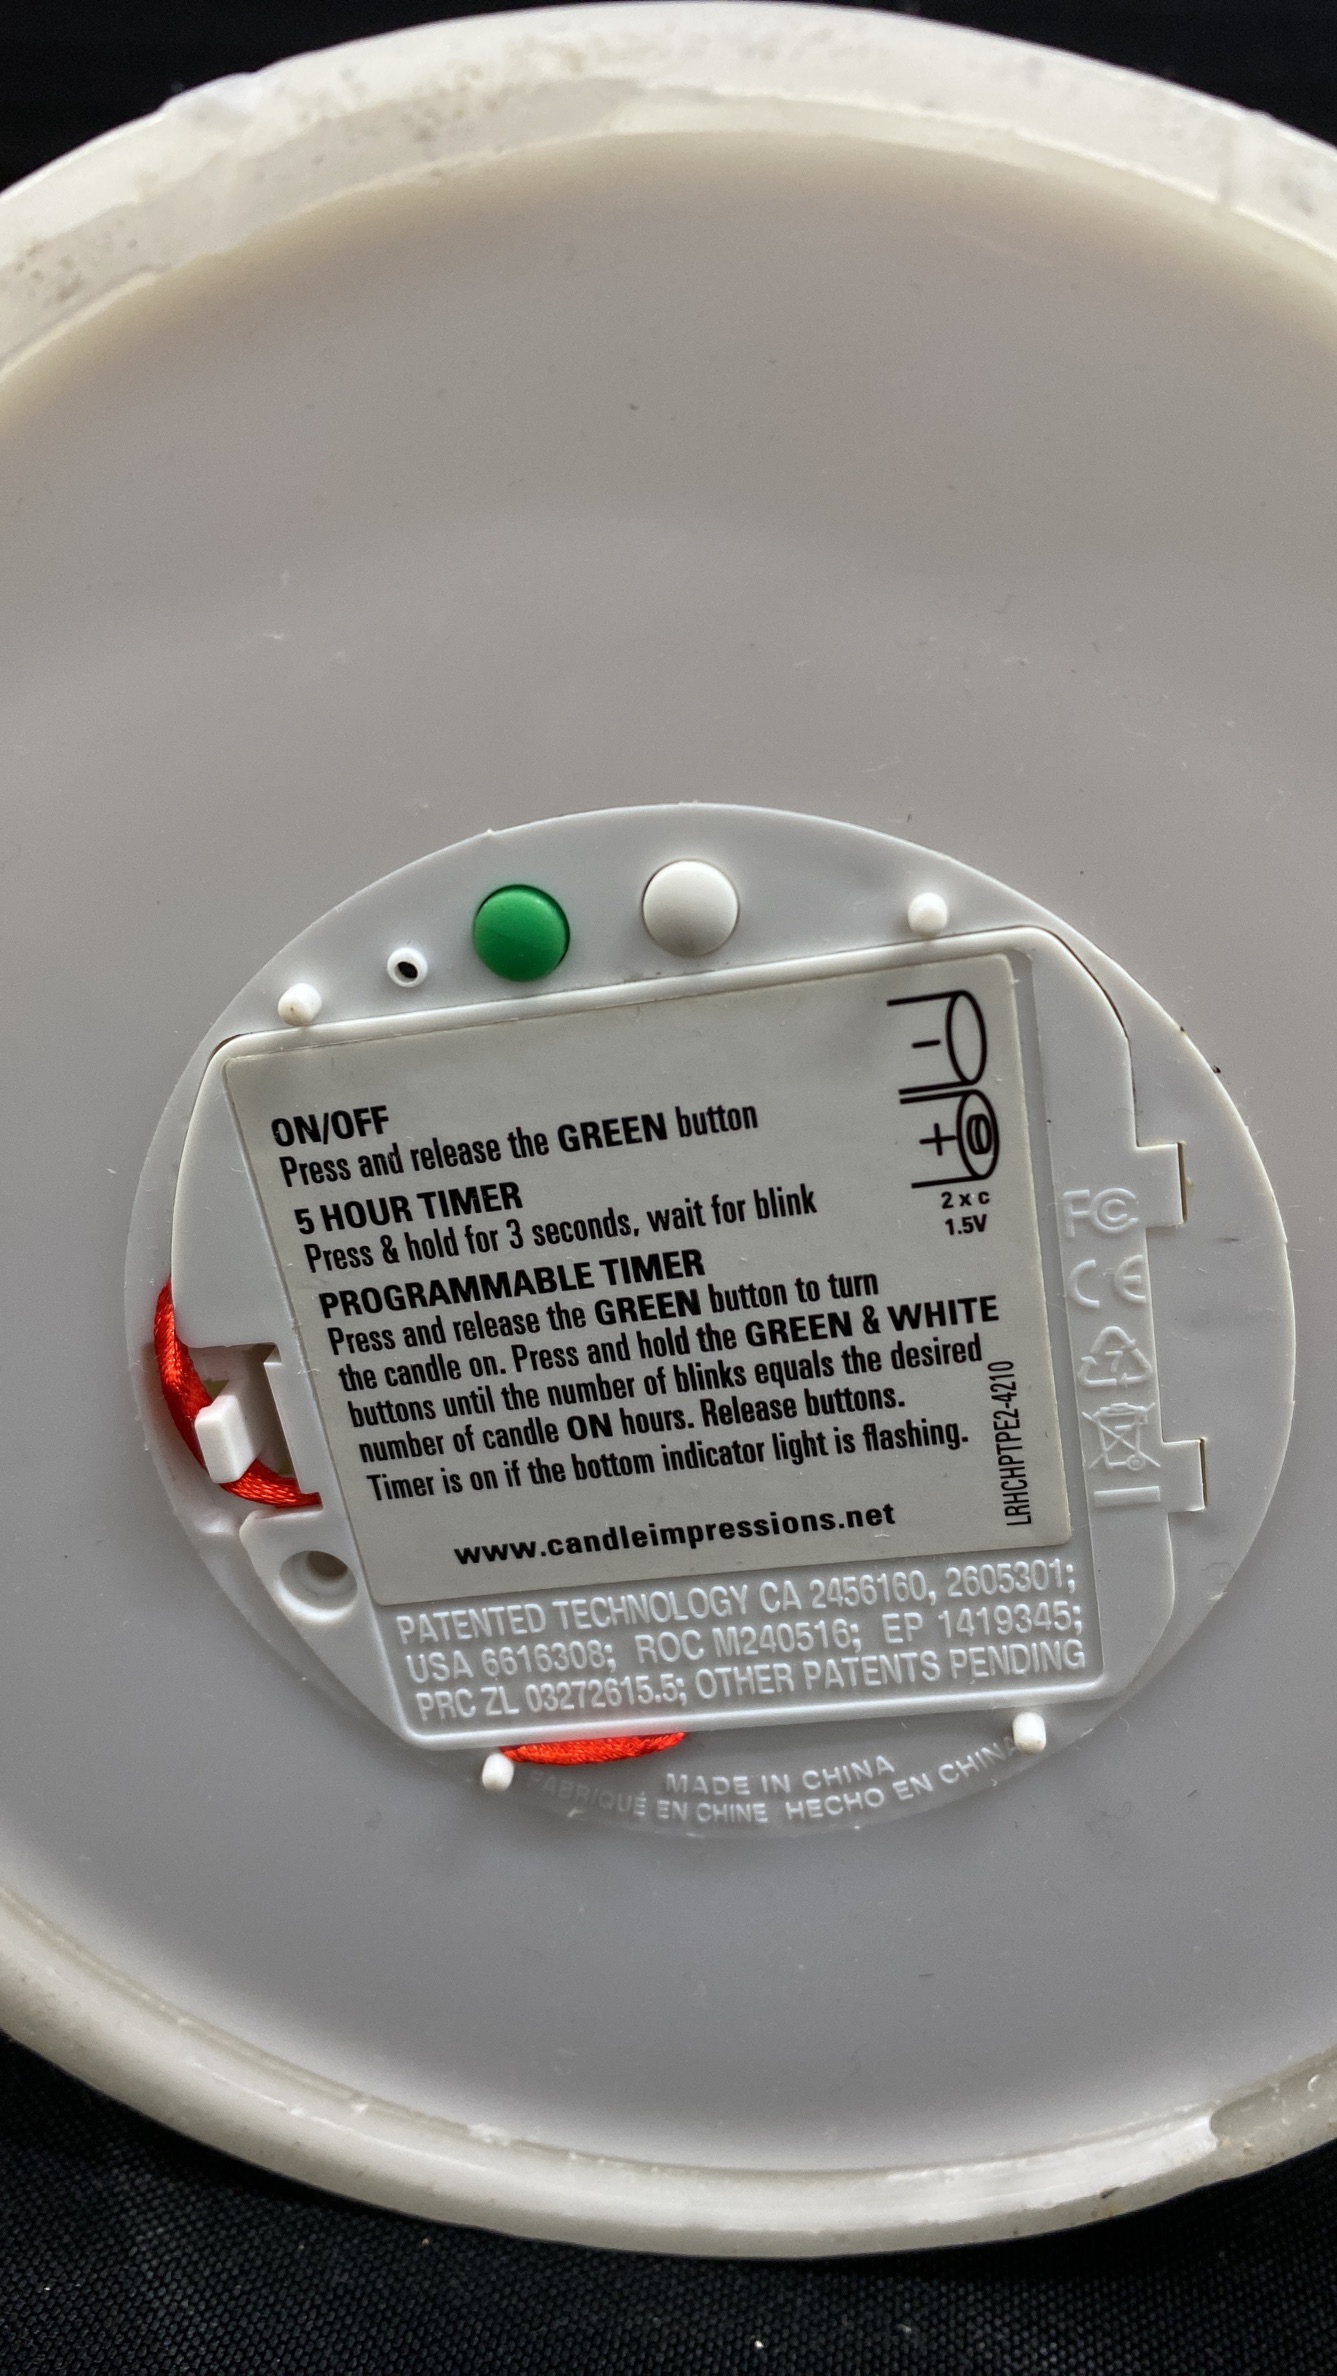 ON/OFF
Press and release the GREEN button
5 HOUR TIMER
Press & hold for 3 seconds, wait for blink
PROGRAMMABLE TIMER
Press and release the GREEN button to turn
the candle on. Press and hold the GREEN & WHITE
buttons until the number of blinks equals the desired
number of candle ON hours. Release buttons.
Timer is on if the bottom indicator light is flashing.
www.candleimpressions.net
-
+
2 x c
1.5V
LRHCHPTPE2-4210
FC
CE
7
PATENTED TECHNOLOGY CA 2456160, 2605301;
USA 6616308; ROC M240516; EP 1419345;
PRC ZL 03272615.5; OTHER PATENTS PENDING
MADE IN CHINA
FABRIQUÉ EN CHINE HECHO EN CHINA